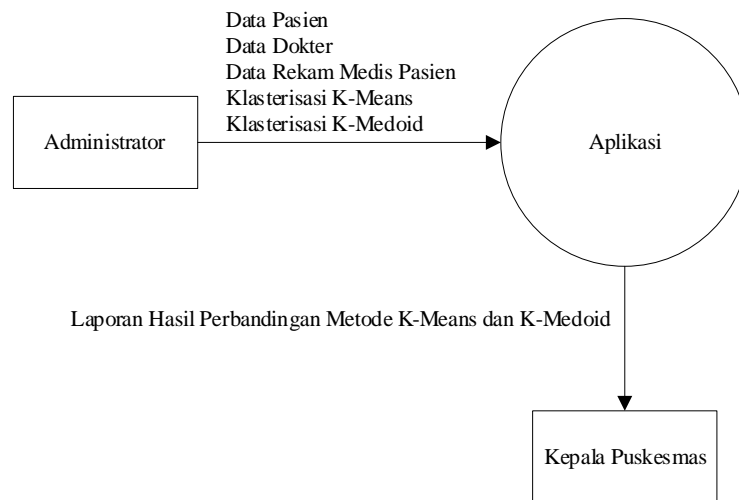 Data Pasien
Data Dokter
Data Rekam Medis Pasien
Klasterisasi K-Means
Klasterisasi K-Medoid
Administrator
Aplikasi
Laporan Hasil Perbandingan Metode K-Means dan K-Medoid
Kepala Puskesmas